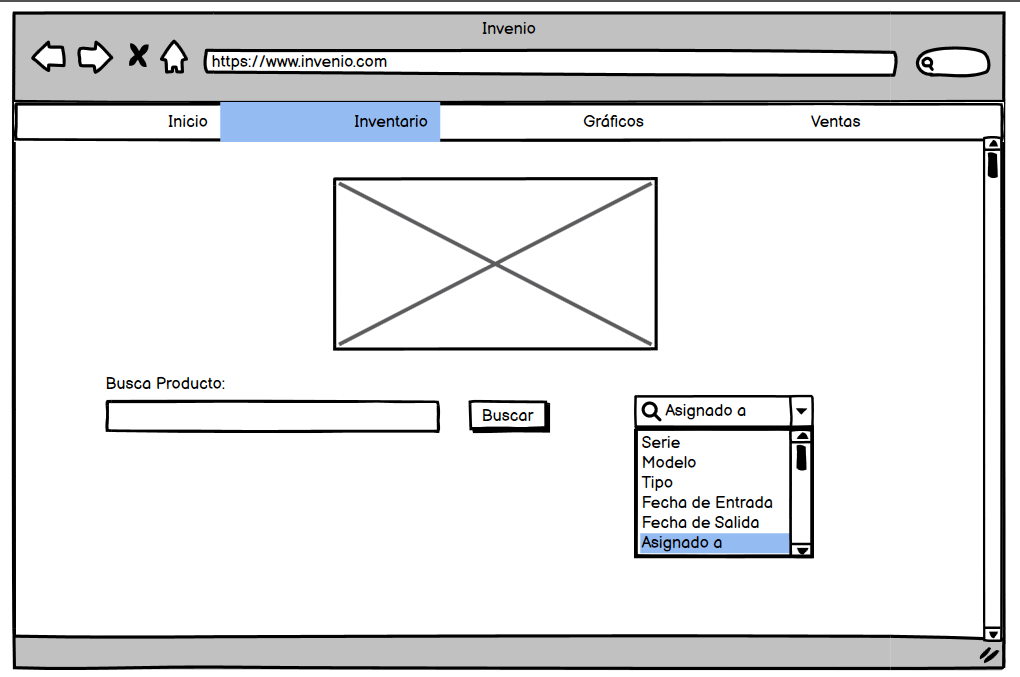 Invenio
https://www.invenio.com
Inicio Inventario Gráficos Ventas
Busca Producto:
Buscar
Asignado a
Serie
Modelo
Tipo
Fecha de Entrada
Fecha de Salida
Asignado a